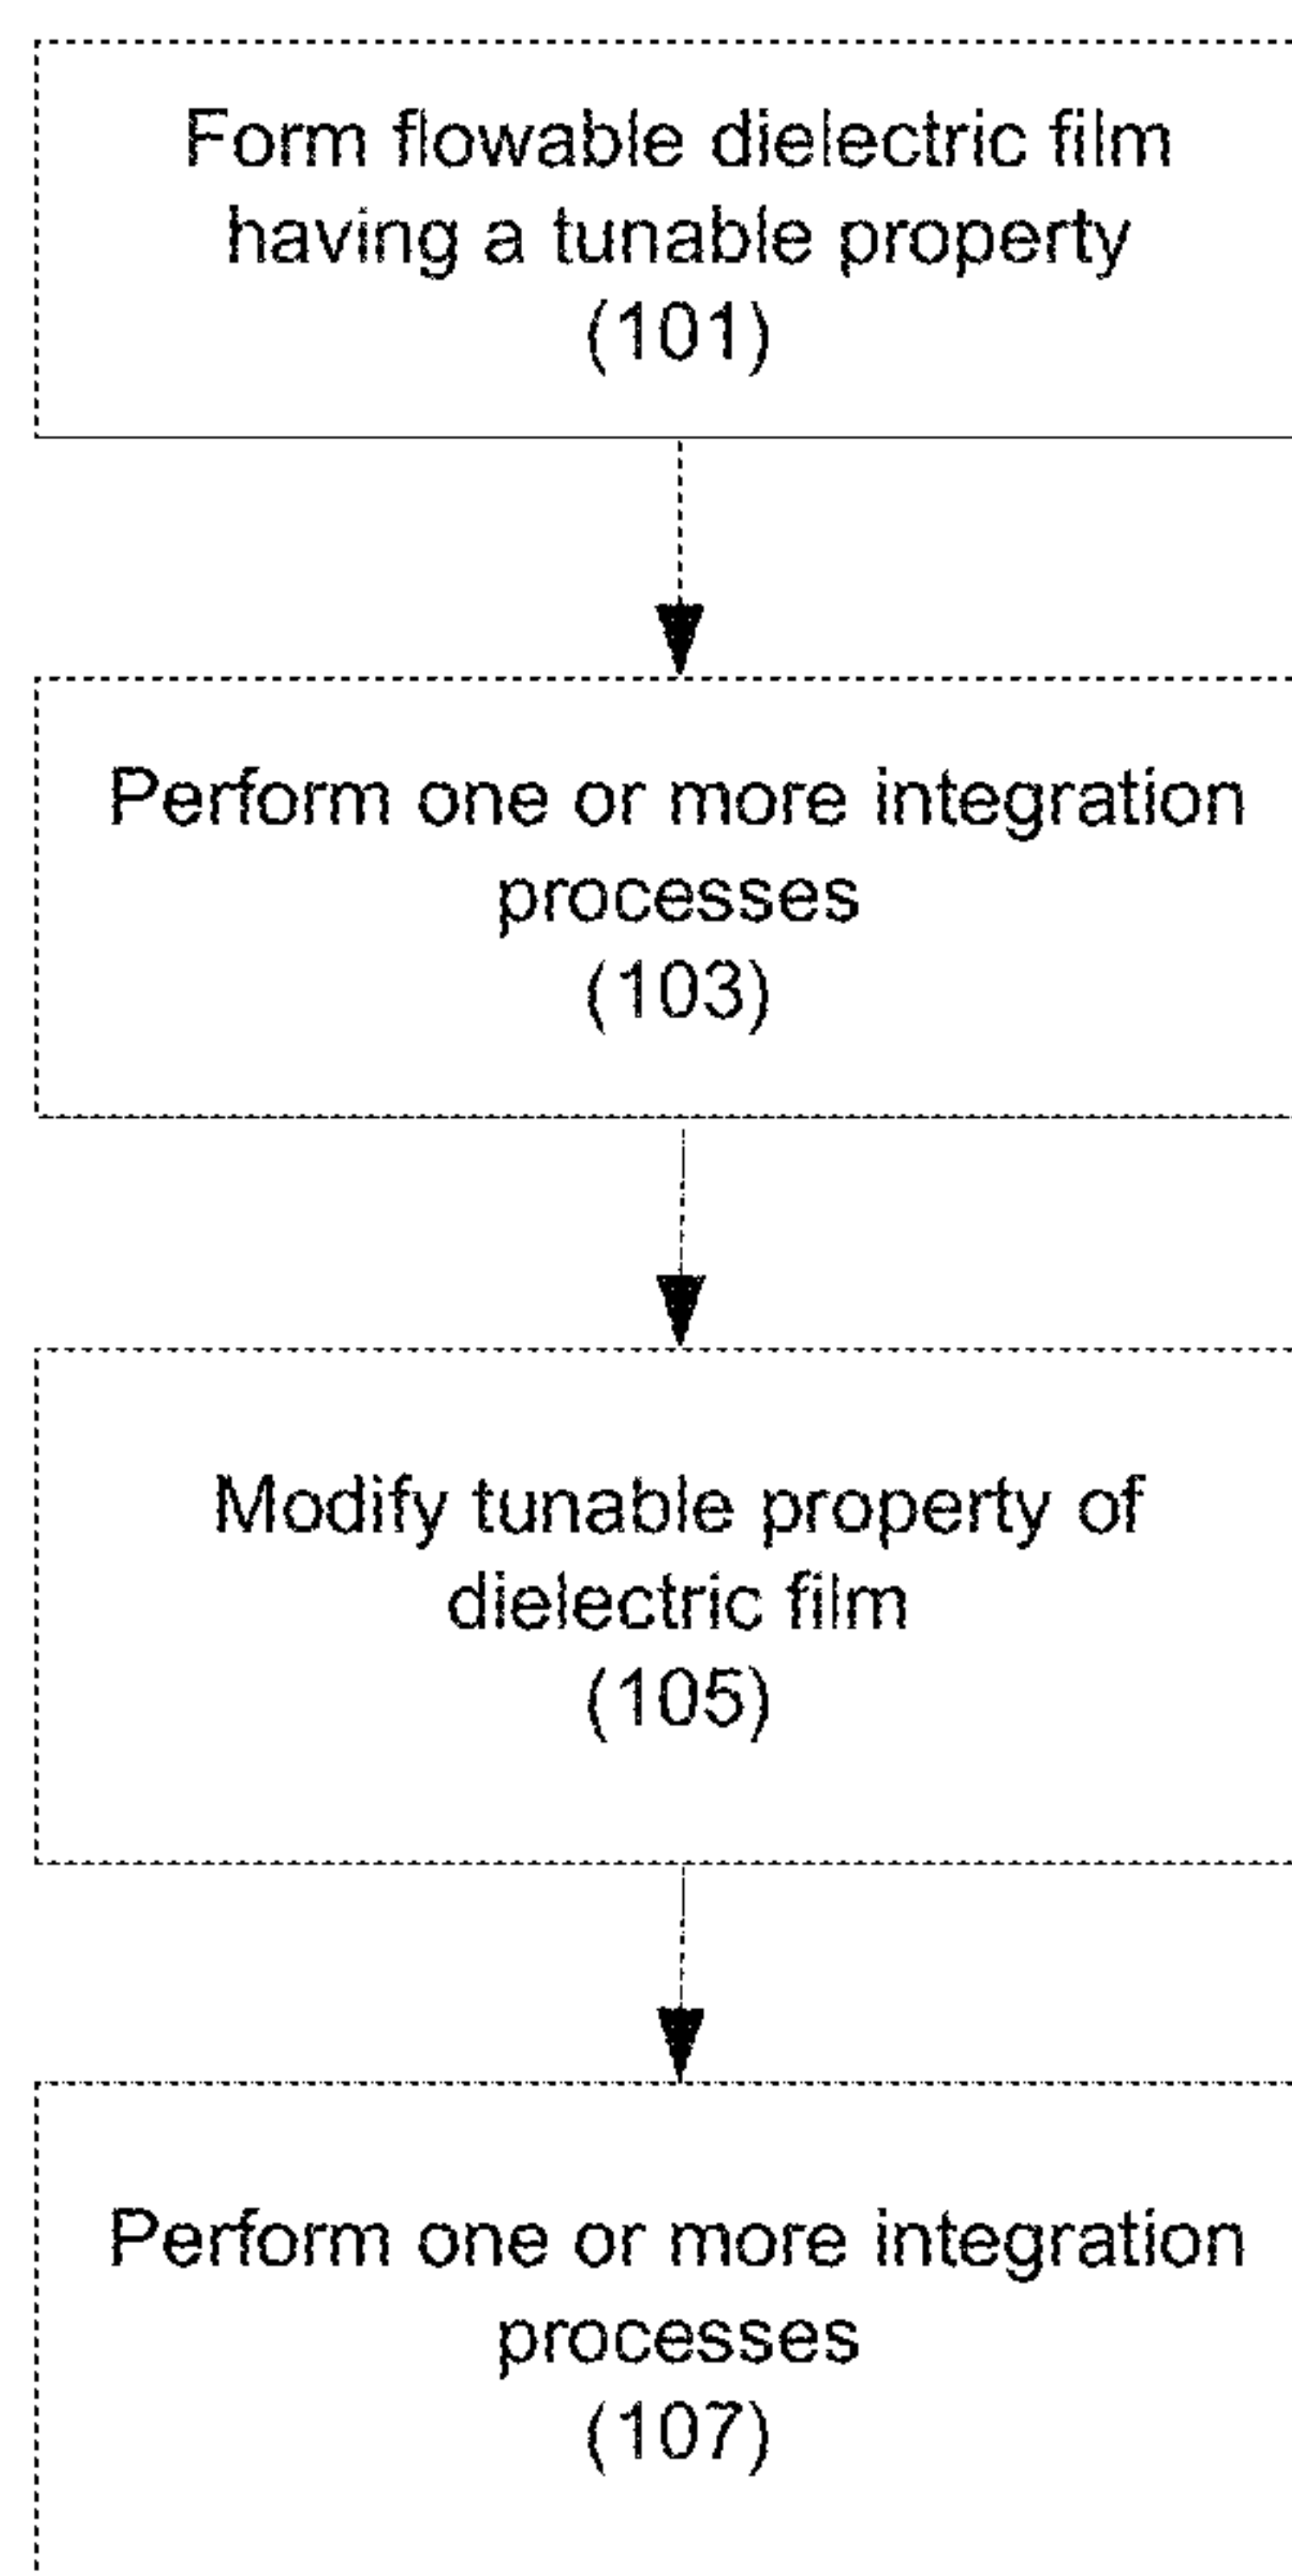 Form flowable dielectric film
having a tunable property
(101)
Perform one or more integration
processes
(103)
Modify tunable property of
dielectric film
(105)
Perform one or more integration
processes
(107)